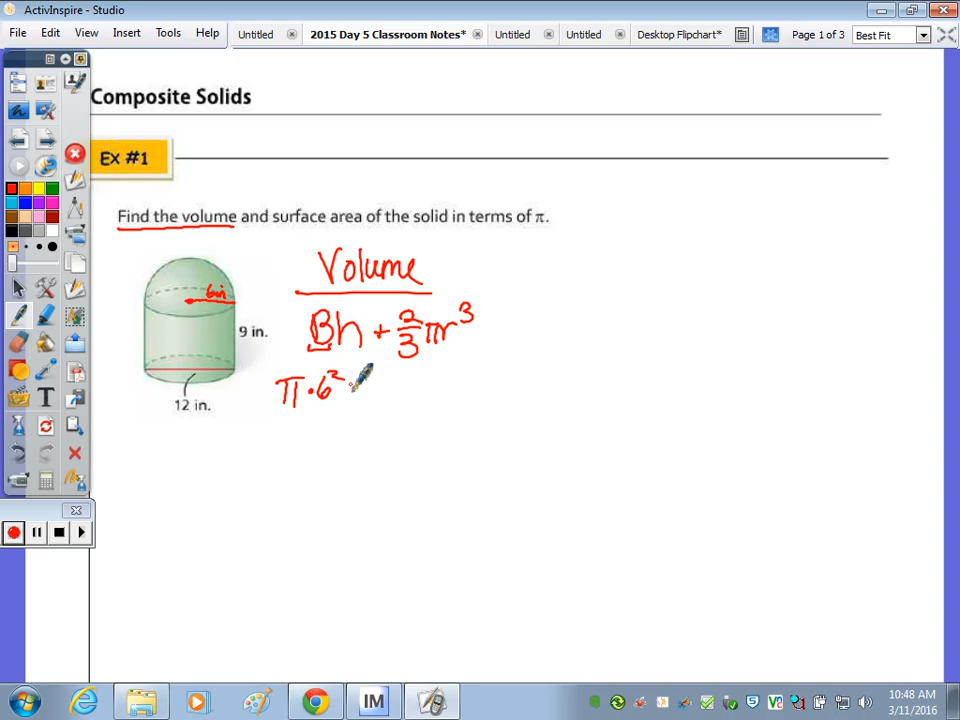 ActivInspire - Studio
File Edit View Insert Tools Help Untitled 2015 Day 5 Classroom Notes* Untitled Untitled Desktop Flipchart* Page 1 of 3 Best Fit
Composite Solids
Ex #1
Find the volume and surface area of the solid in terms of π.
Volume
6in
Bh + 2/3 πr³
9 in.
π · 6² ·
12 in.
IM
10:48 AM
3/11/2016